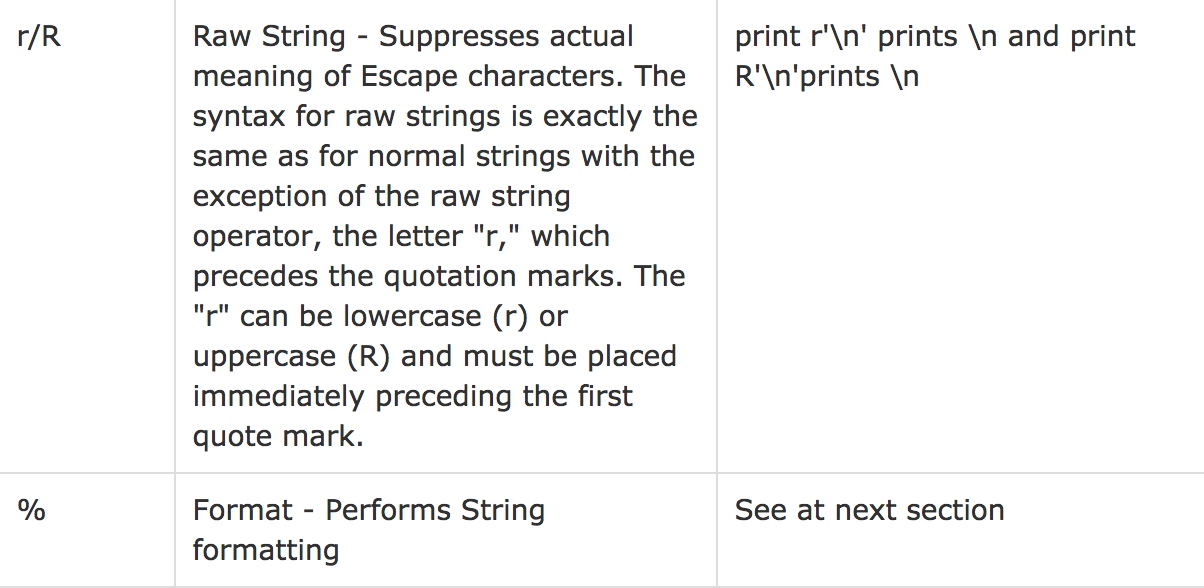 r/R
Raw String - Suppresses actual
meaning of Escape characters. The
syntax for raw strings is exactly the
same as for normal strings with the
exception of the raw string
operator, the letter "r," which
precedes the quotation marks. The
"r" can be lowercase (r) or
uppercase (R) and must be placed
immediately preceding the first
quote mark.
print r'\n' prints \n and print
R'\n'prints \n
%
Format - Performs String
formatting
See at next section